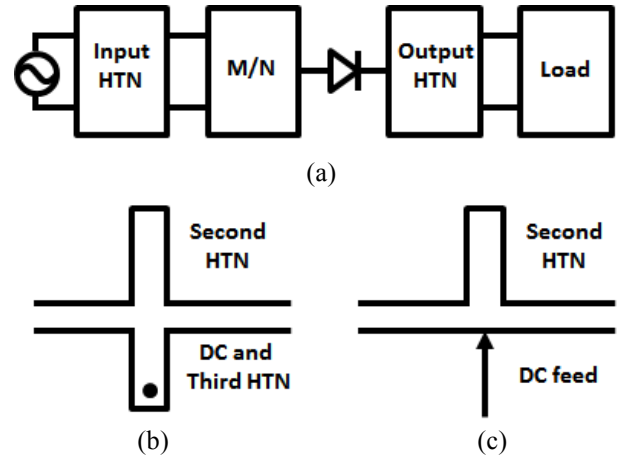 Input
HTN
M/N
Output
HTN
Load
(a)
Second
HTN
DC and
Third HTN
(b)
Second
HTN
DC feed
(c)